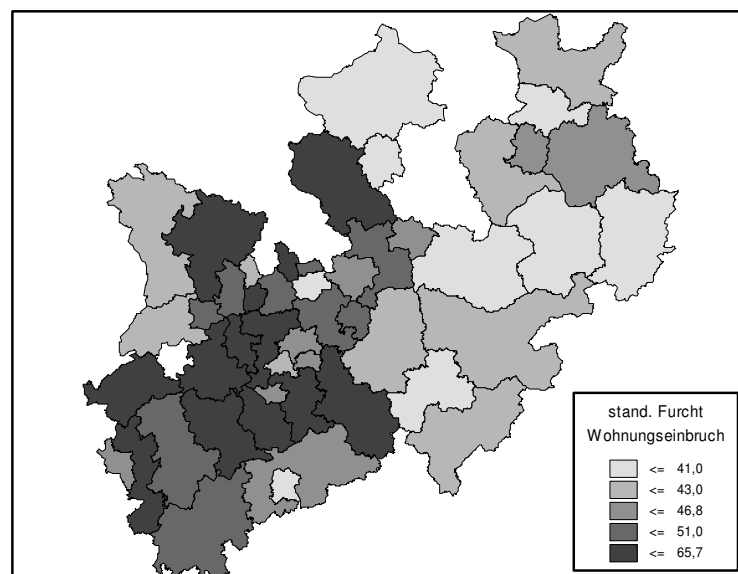 stand. Furcht
Wohnungseinbruch
<= 41,0
<= 43,0
<= 46,8
<= 51,0
<= 65,7